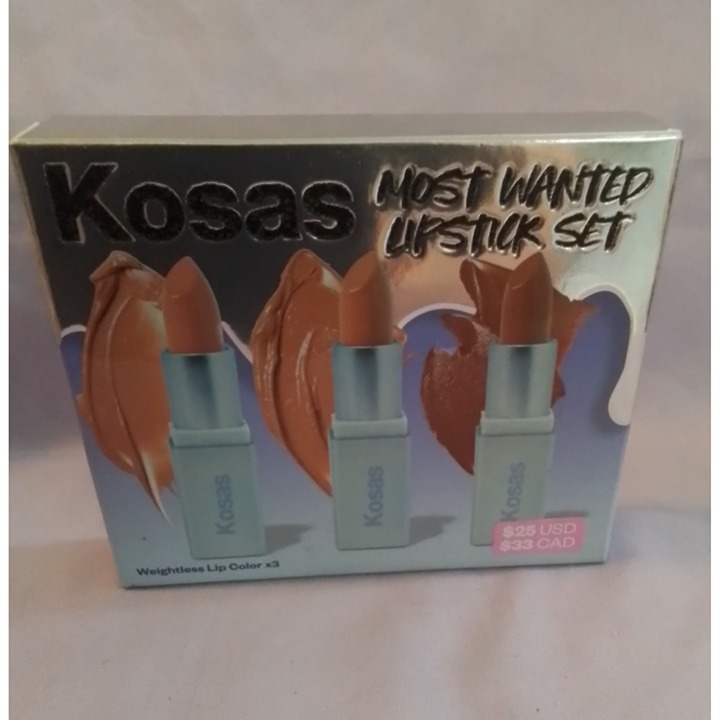 Kosas
MOST WANTED
LIPSTICK SET
Kosas
Kosas
Kosas
$25 USD
$33 CAD
Weightless Lip Color x3